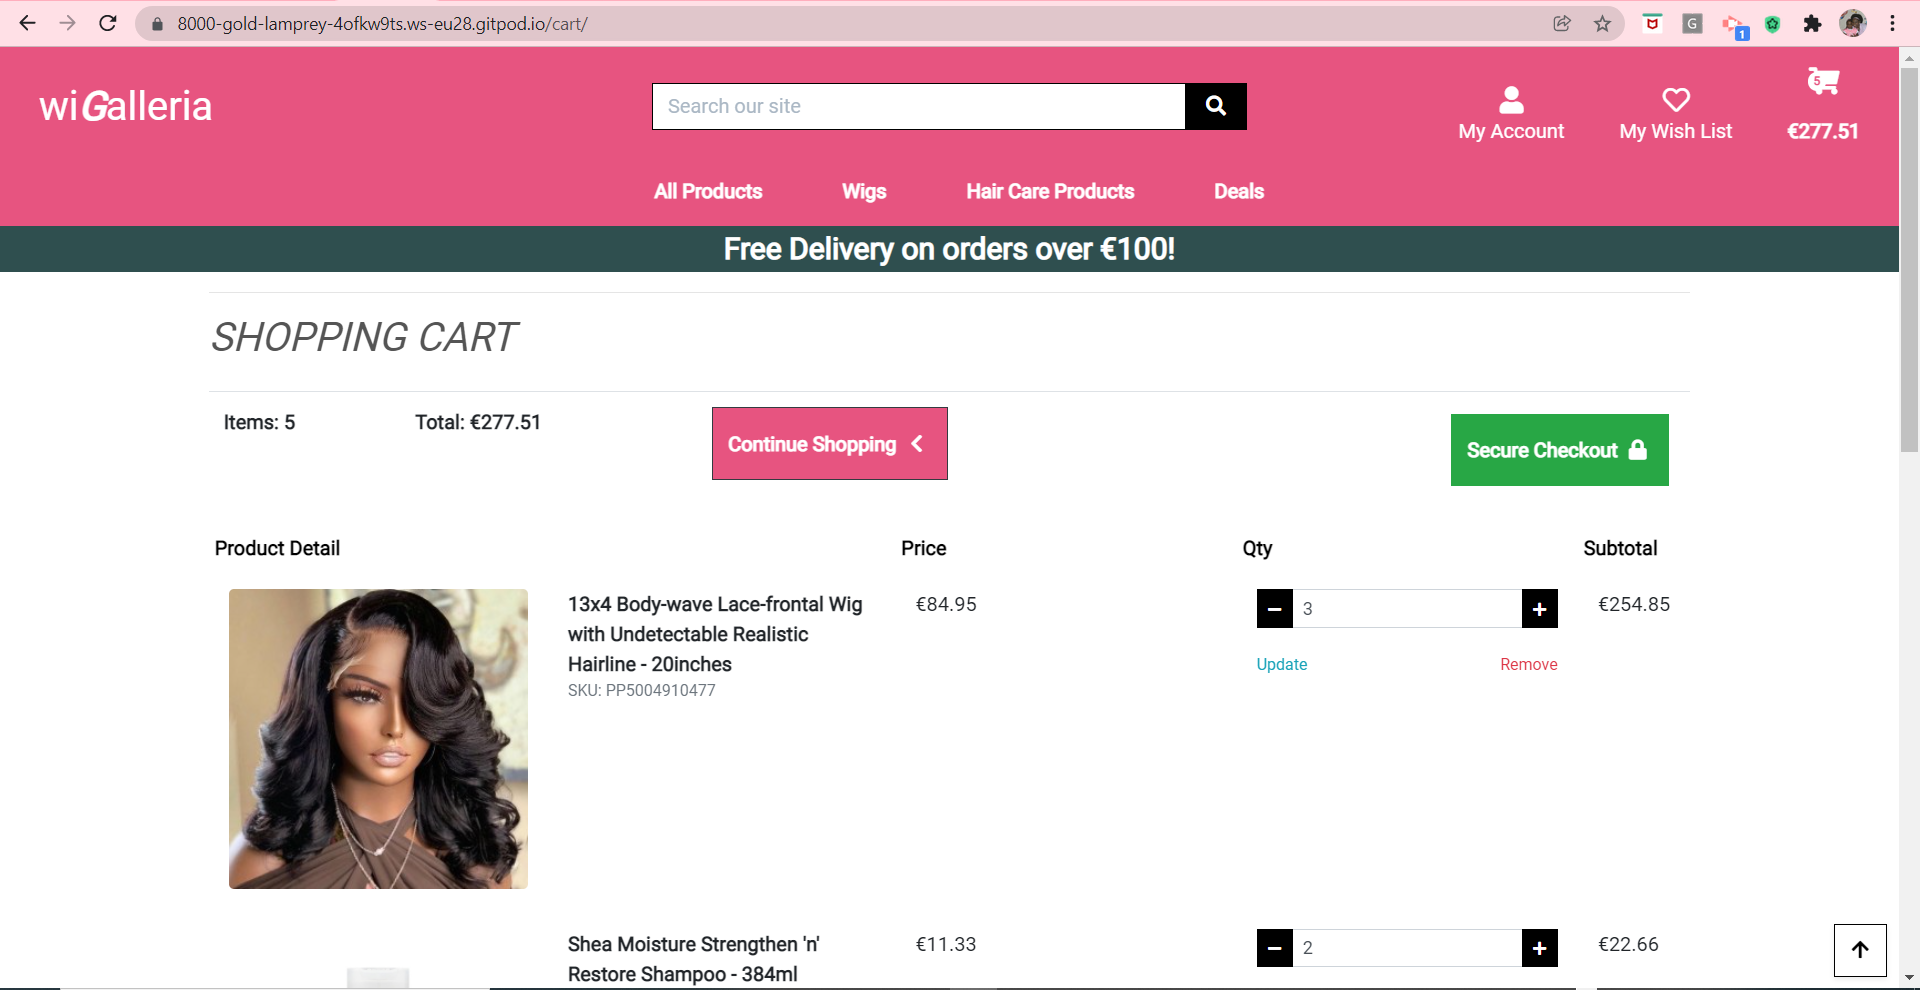 8000-gold-lamprey-4ofkw9ts.ws-eu28.gitpod.io/cart/
G
1
wiGalleria
Search our site
My Account
My Wish List
5
€277.51
All Products
Wigs
Hair Care Products
Deals
Free Delivery on orders over €100!
SHOPPING CART
Items: 5
Total: €277.51
Continue Shopping
Secure Checkout
Product Detail
Price
Qty
Subtotal
13x4 Body-wave Lace-frontal Wig
with Undetectable Realistic
Hairline - 20inches
SKU: PP5004910477
€84.95
3
Update
Remove
€254.85
Shea Moisture Strengthen 'n'
Restore Shampoo - 384ml
€11.33
2
€22.66